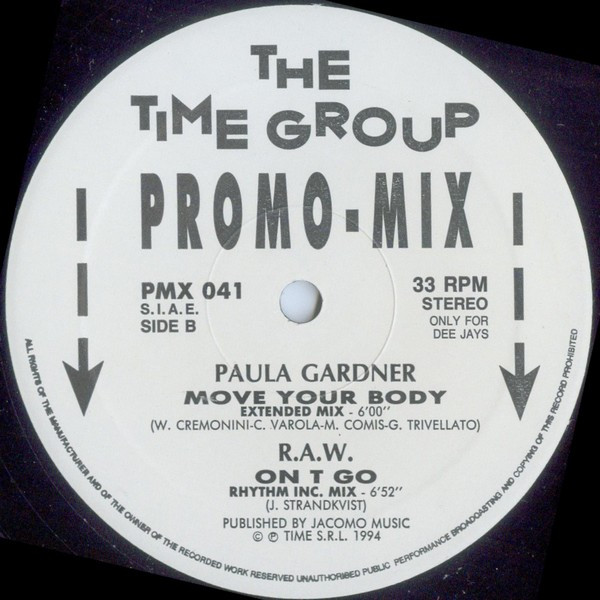 THE
TIME GROUP
PROMO-MIX
PMX 041
S.I.A.E.
SIDE B
33 RPM
STEREO
ONLY FOR
DEE JAYS
PAULA GARDNER
MOVE YOUR BODY
EXTENDED MIX - 6'00"
(W. CREMONINI-C. VAROLA-M. COMIS-G. TRIVELLATO)
R.A.W.
ON T GO
RHYTHM INC. MIX - 6'52"
(J. STRANDKVIST)
PUBLISHED BY JACOMO MUSIC
© ℗ TIME S.R.L. 1994
ALL RIGHTS OF THE MANUFACTURER AND OF THE OWNER OF THE RECORDED WORK RESERVED UNAUTHORISED PUBLIC PERFORMANCE BROADCASTING AND COPYING OF THIS RECORD PROHIBITED